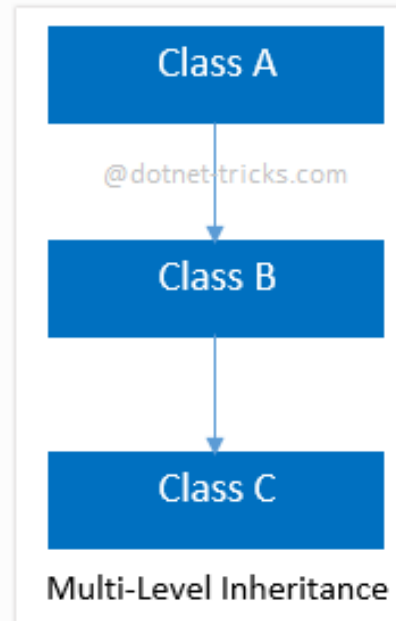 Class A
@dotnet-tricks.com
Class B
Class C
Multi-Level Inheritance